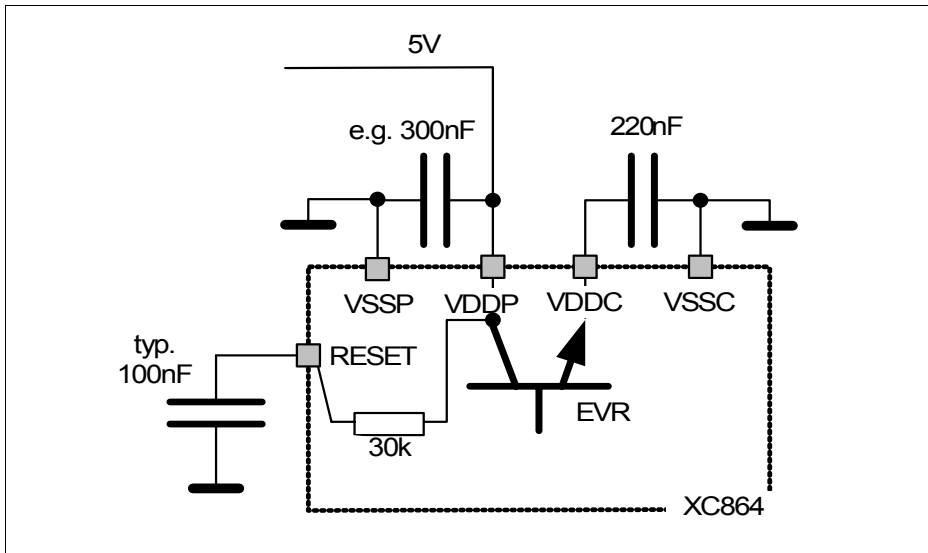 5V
e.g. 300nF
220nF
VSSP
VDDP
VDDC
VSSC
typ.
100nF
RESET
EVR
30k
XC864